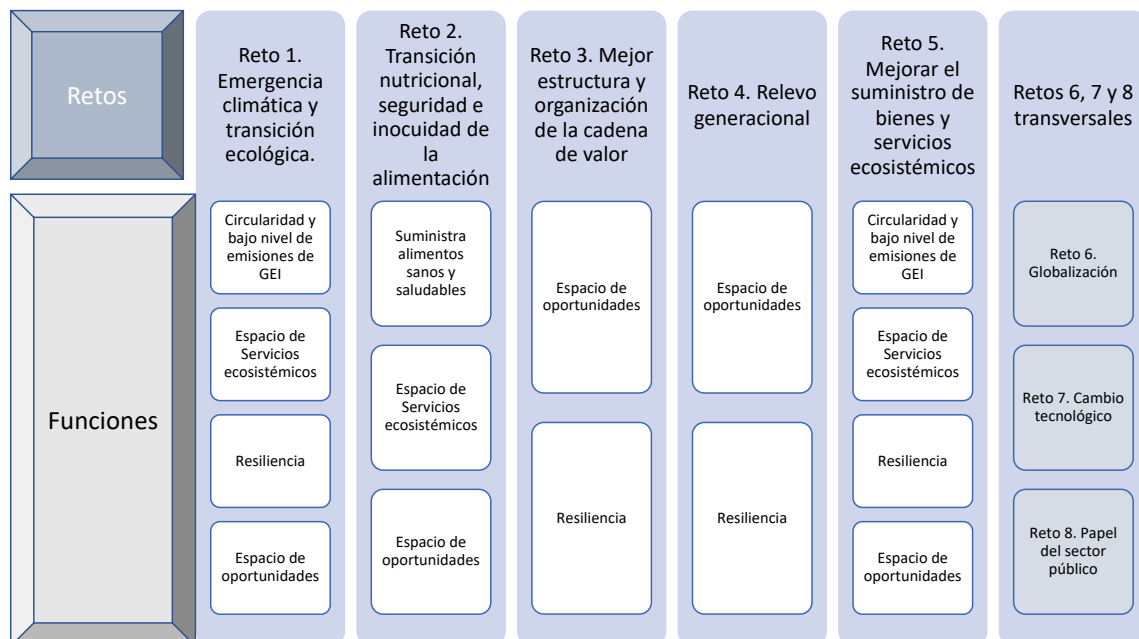 Retos
Reto 1.
Emergencia
climática y
transición
ecológica.
Reto 2.
Transición
nutricional,
seguridad e
inocuidad de
la
alimentación
Reto 3. Mejor
estructura y
organización
de la cadena
de valor
Reto 4. Relevo
generacional
Reto 5.
Mejorar el
suministro de
bienes y
servicios
ecosistémicos
Retos 6, 7 y 8
transversales
Funciones
Circularidad y
bajo nivel de
emisiones de
GEI
Espacio de
Servicios
ecosistémicos
Resiliencia
Espacio de
oportunidades
Suministra
alimentos
sanos y
saludables
Espacio de
Servicios
ecosistémicos
Espacio de
oportunidades
Espacio de
oportunidades
Resiliencia
Espacio de
oportunidades
Resiliencia
Circularidad y
bajo nivel de
emisiones de
GEI
Espacio de
Servicios
ecosistémicos
Resiliencia
Espacio de
oportunidades
Reto 6.
Globalización
Reto 7. Cambio
tecnológico
Reto 8. Papel
del sector
público